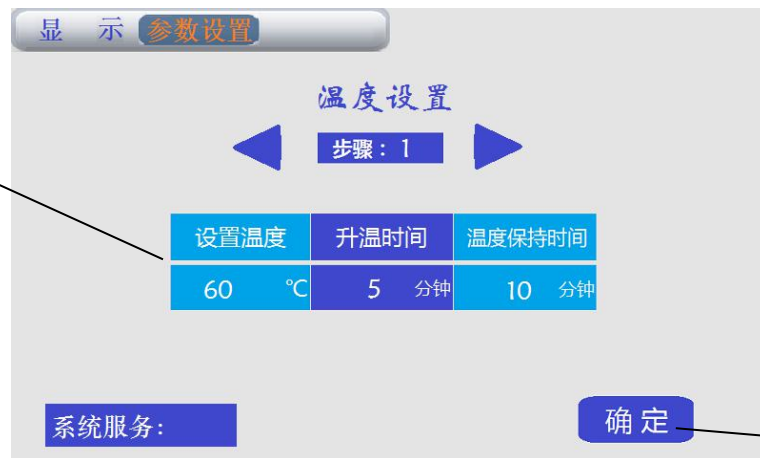 显 示 参数设置
温度设置
步骤：1
设置温度 升温时间 温度保持时间
60 ℃ 5 分钟 10 分钟
系统服务：
确定